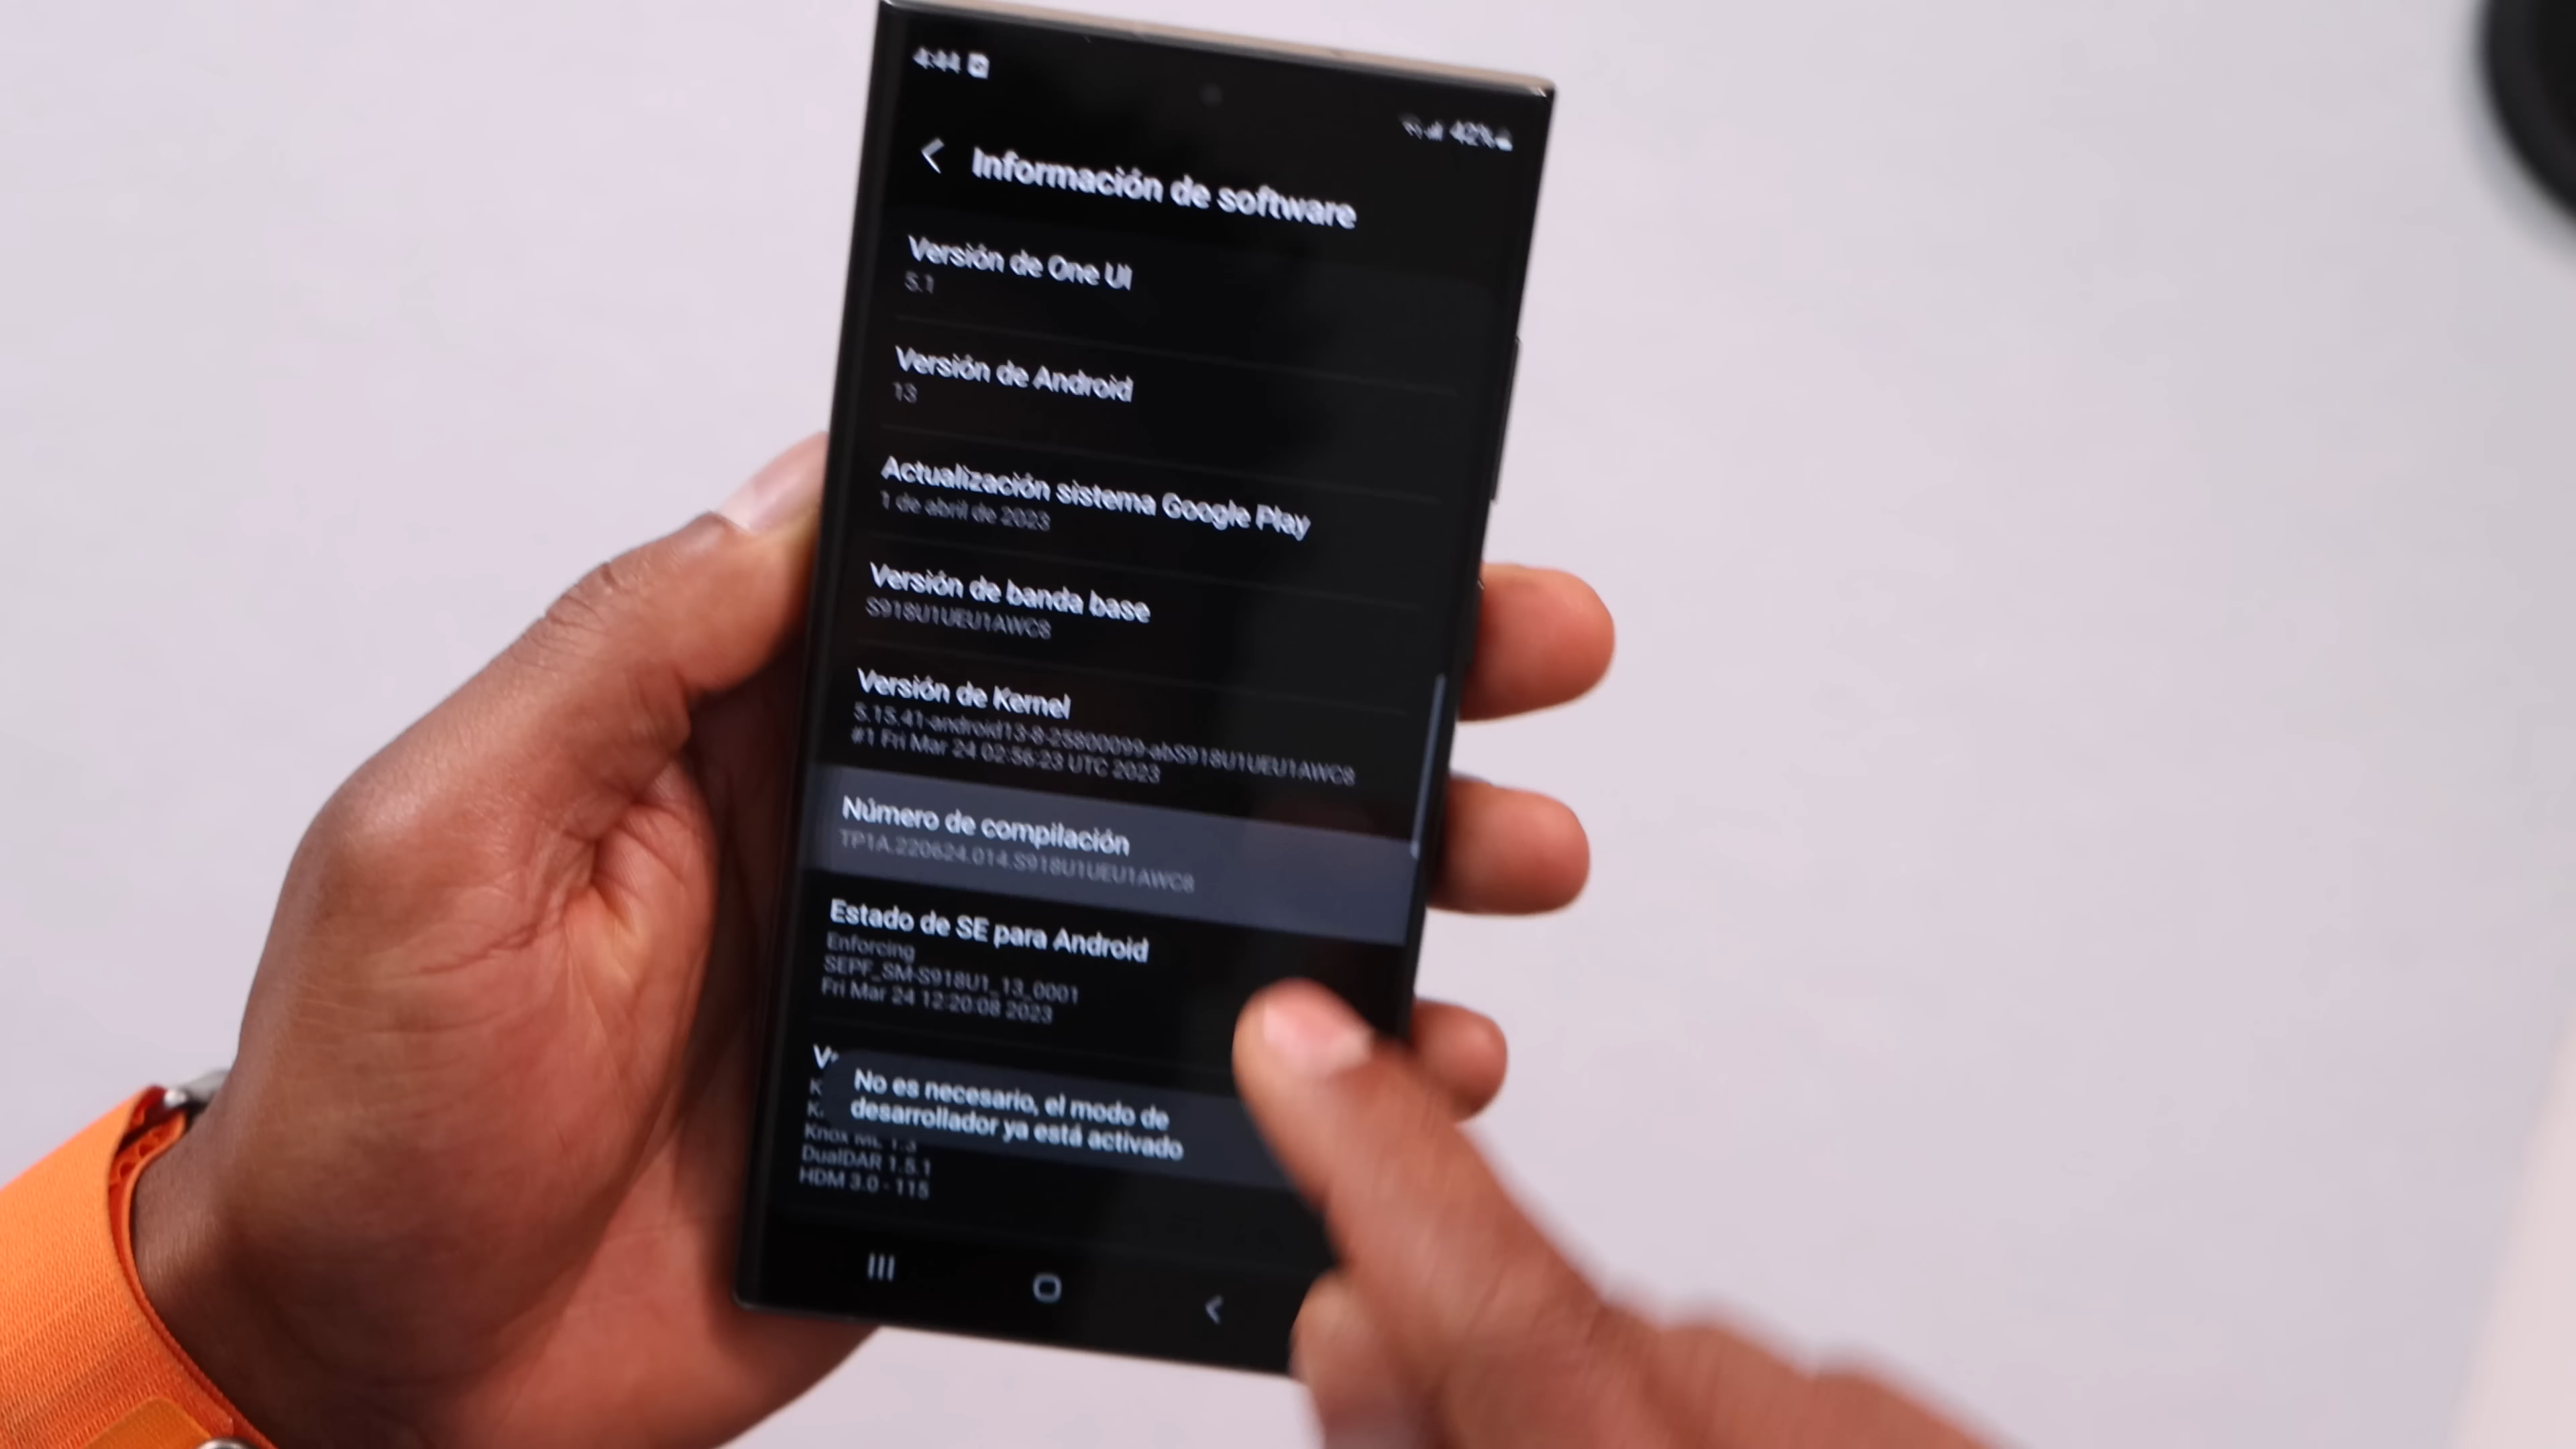 4:44
42%
Información de software
Versión de One UI
5.1
Versión de Android
13
Actualización sistema Google Play
1 de abril de 2023
Versión de banda base
S918U1UEU1AWC8
Versión de Kernel
5.15.41-android13-8-25800099-abS918U1UEU1AWC8
#1 Fri Mar 24 02:56:23 UTC 2023
Número de compilación
TP1A.220624.014.S918U1UEU1AWC8
Estado de SE para Android
Enforcing
SEPF_SM-S918U1_13_0001
Fri Mar 24 12:20:08 2023
No es necesario, el modo de
desarrollador ya está activado
Knox ML 1.3
DualDAR 1.5.1
HDM 3.0 - 115